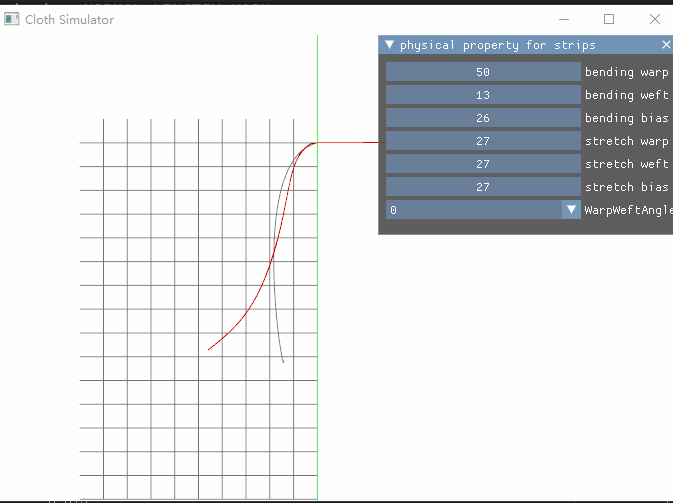 Cloth Simulator
physical property for strips
50 bending warp
13 bending weft
26 bending bias
27 stretch warp
27 stretch weft
27 stretch bias
0 WarpWeftAngle